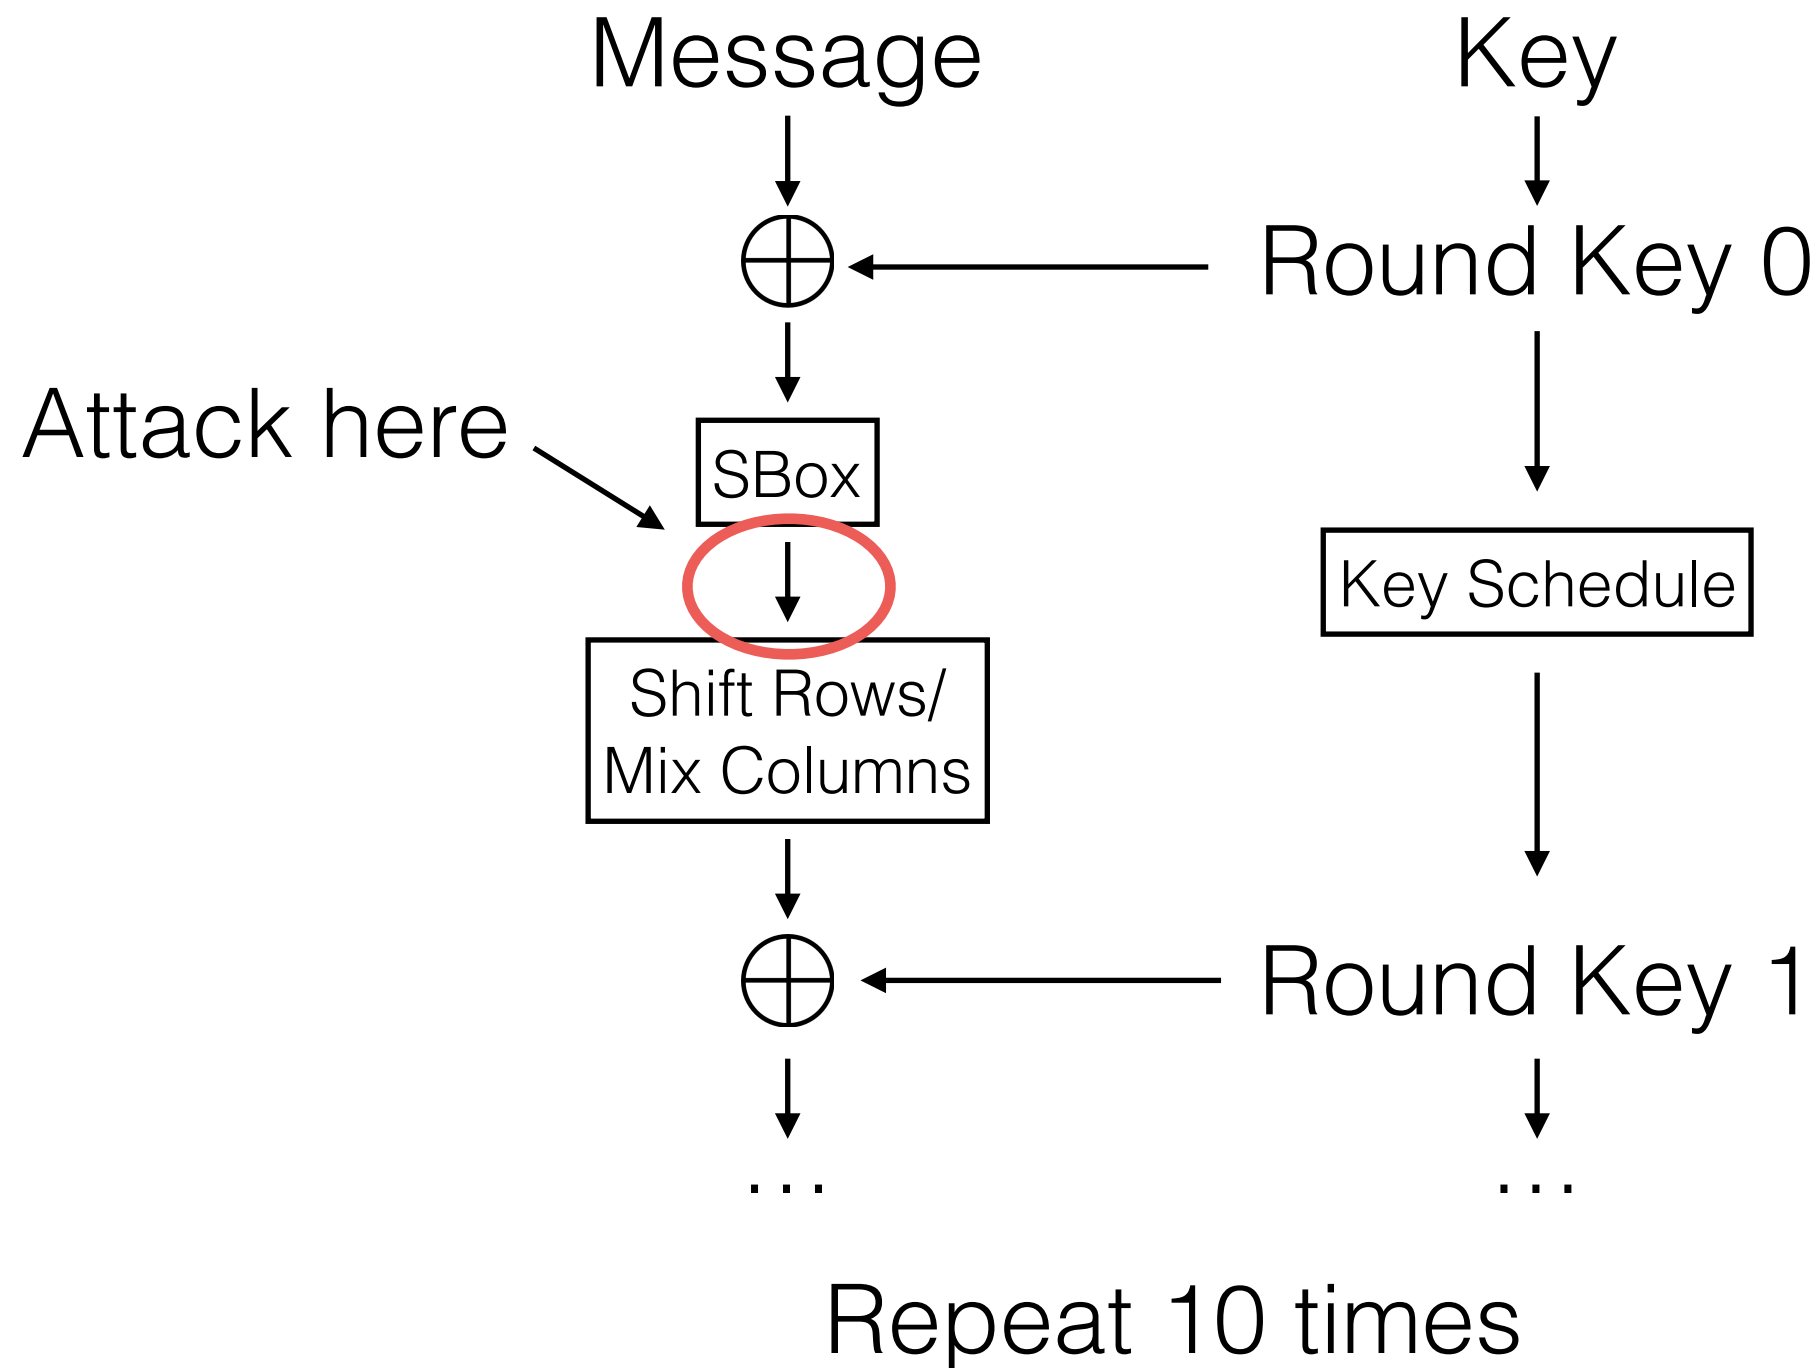 Message
Key
Round Key 0
Attack here
SBox
Key Schedule
Shift Rows/
Mix Columns
Round Key 1
...
...
Repeat 10 times